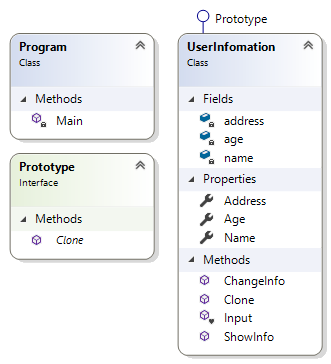 Program
Class
Methods
Main
Prototype
Interface
Methods
Clone
Prototype
UserInfomation
Class
Fields
address
age
name
Properties
Address
Age
Name
Methods
ChangeInfo
Clone
Input
ShowInfo